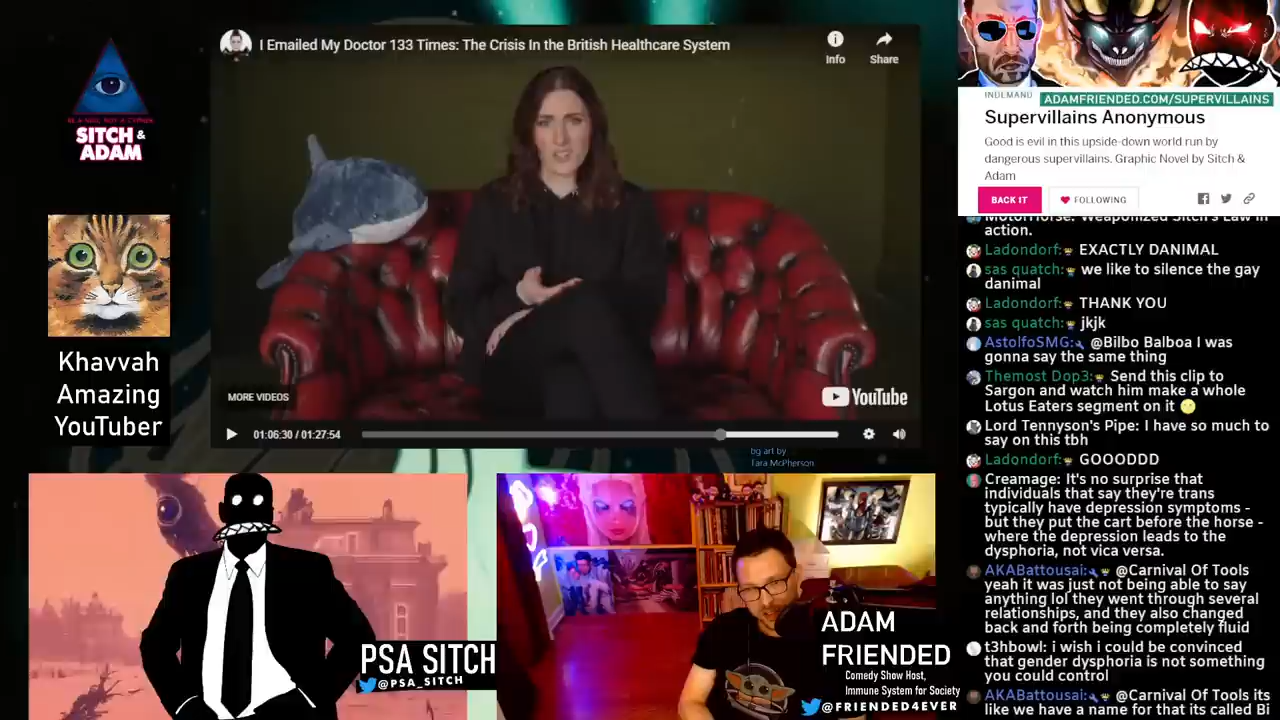 I Emailed My Doctor 133 Times: The Crisis In the British Healthcare System
Info
Share
SITCH &
ADAM
Khavvah
Amazing
YouTuber
MORE VIDEOS
YouTube
01:06:30 / 01:27:54
bg art by
Tara McPherson
PSA SITCH
@PSA_SITCH
ADAM
FRIENDED
Comedy Show Host,
Immune System for Society
@FRIENDED4EVER
INDEMAND
ADAMFRIENDED.COM/SUPERVILLAINS
Supervillains Anonymous
Good is evil in this upside-down world run by
dangerous supervillains. Graphic Novel by Sitch &
Adam
BACK IT
FOLLOWING
MotorHorse: Weaponized Sitch's Law in
action.
Ladondorf: EXACTLY DANIMAL
sas quatch: we like to silence the gay
danimal
Ladondorf: THANK YOU
sas quatch: jkjk
AstolfoSMG: @Bilbo Balboa I was
gonna say the same thing
Themost Dop3: Send this clip to
Sargon and watch him make a whole
Lotus Eaters segment on it
Lord Tennyson's Pipe: I have so much to
say on this tbh
Ladondorf: GOOODDD
Creamage: It's no surprise that
individuals that say they're trans
typically have depression symptoms -
but they put the cart before the horse -
where the depression leads to the
dysphoria, not vica versa.
AKABattousai: @Carnival Of Tools
yeah it was just not being able to say
anything lol they went through several
relationships, and they also changed
back and forth being completely fluid
t3hbowl: i wish i could be convinced
that gender dysphoria is not something
you could control
AKABattousai: @Carnival Of Tools its
like we have a name for that its called Bi